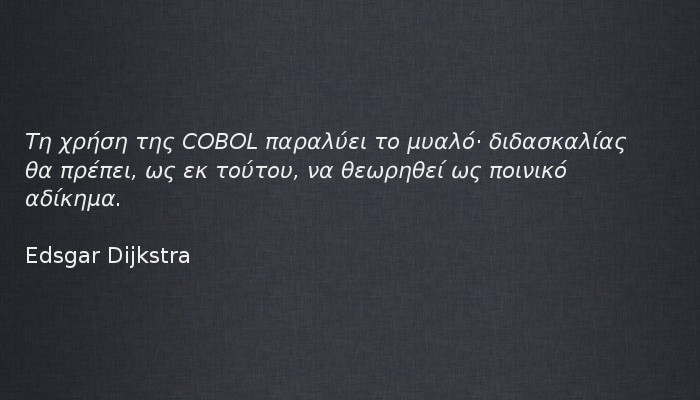 Τη χρήση της COBOL παραλύει το μυαλό· διδασκαλίας
θα πρέπει, ως εκ τούτου, να θεωρηθεί ως ποινικό
αδίκημα.
Edsgar Dijkstra